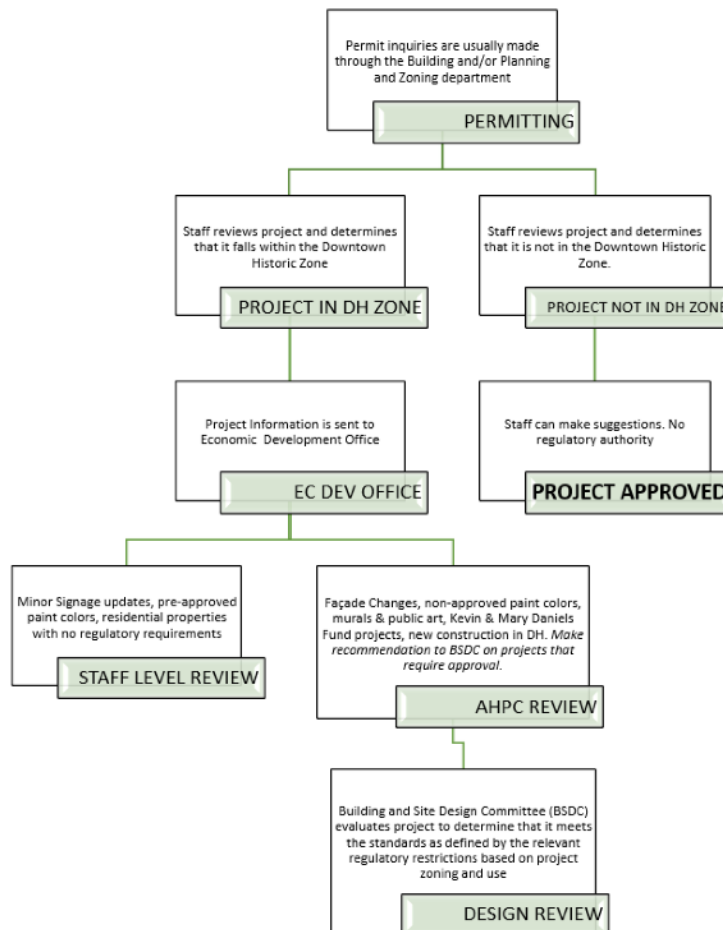 Permit inquiries are usually made
through the Building and/or Planning
and Zoning department
PERMITTING
Staff reviews project and determines
that it falls within the Downtown
Historic Zone
PROJECT IN DH ZONE
Staff reviews project and determines
that it is not in the Downtown Historic
Zone.
PROJECT NOT IN DH ZONE
Project Information is sent to
Economic Development Office
EC DEV OFFICE
Staff can make suggestions. No
regulatory authority
PROJECT APPROVED
Minor Signage updates, pre-approved
paint colors, residential properties
with no regulatory requirements
STAFF LEVEL REVIEW
Façade Changes, non-approved paint colors,
murals & public art, Kevin & Mary Daniels
Fund projects, new construction in DH. Make
recommendation to BSDC on projects that
require approval.
AHPC REVIEW
Building and Site Design Committee (BSDC)
evaluates project to determine that it meets
the standards as defined by the relevant
regulatory restrictions based on project
zoning and use
DESIGN REVIEW